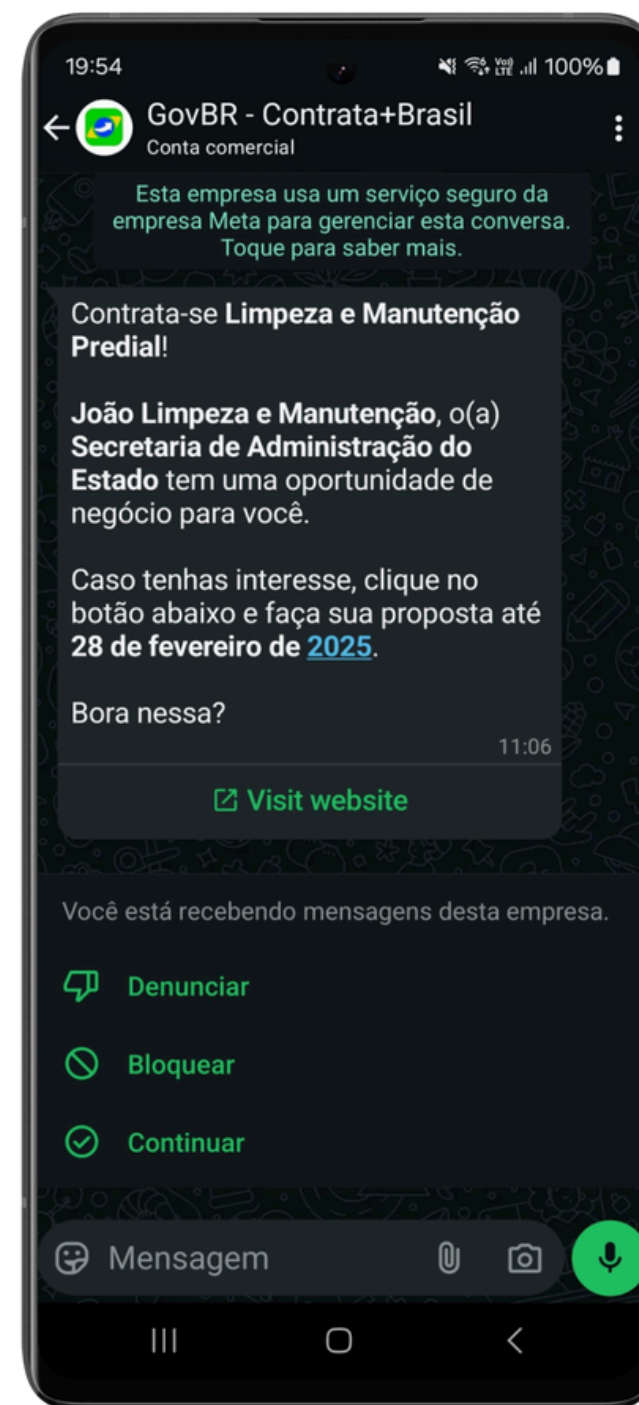 19:54
Vo)) LTE 100%
GovBR - Contrata+Brasil
Conta comercial
Esta empresa usa um serviço seguro da
empresa Meta para gerenciar esta conversa.
Toque para saber mais.
Contrata-se Limpeza e Manutenção
Predial!
João Limpeza e Manutenção, o(a)
Secretaria de Administração do
Estado tem uma oportunidade de
negócio para você.
Caso tenhas interesse, clique no
botão abaixo e faça sua proposta até
28 de fevereiro de 2025.
Bora nessa?
11:06
Visit website
Você está recebendo mensagens desta empresa.
Denunciar
Bloquear
Continuar
Mensagem